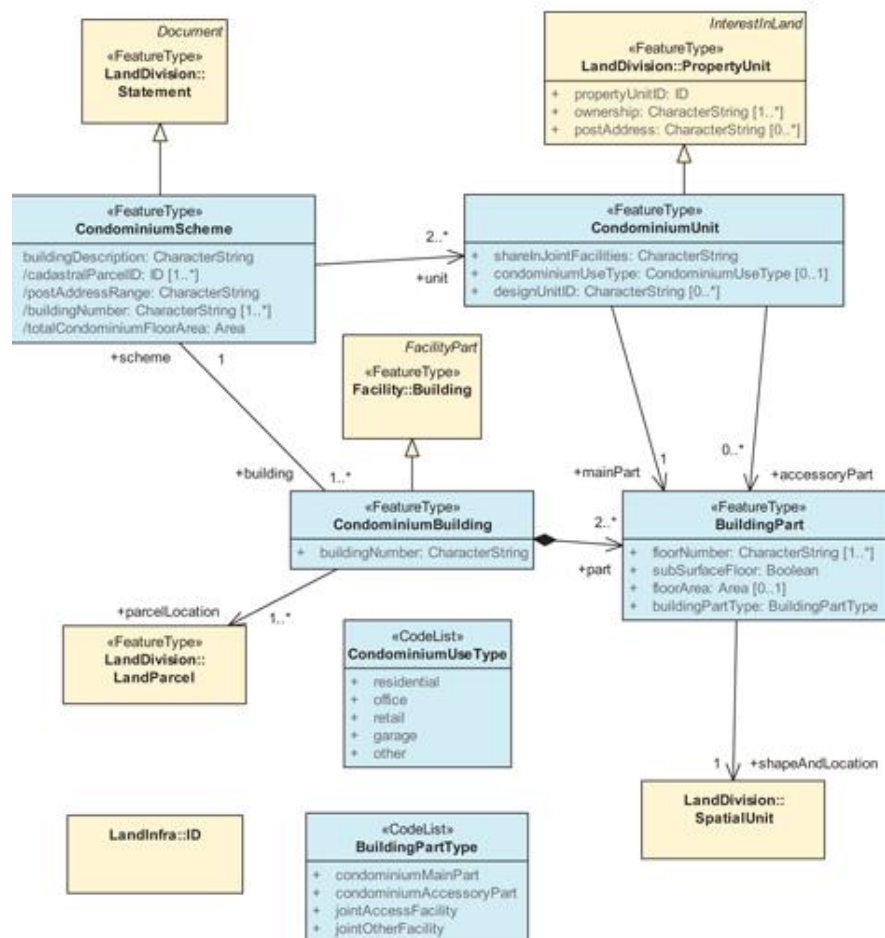 Document
«FeatureType»
LandDivision::
Statement
InterestInLand
«FeatureType»
LandDivision::PropertyUnit
+ propertyUnitID: ID
+ ownership: CharacterString [1..*]
+ postAddress: CharacterString [0..*]
«FeatureType»
CondominiumScheme
buildingDescription: CharacterString
/cadastralParcelID: ID [1..*]
/postAddressRange: CharacterString
/buildingNumber: CharacterString [1..*]
/totalCondominiumFloorArea: Area
2..*
+unit
«FeatureType»
CondominiumUnit
+ shareInJointFacilities: CharacterString
+ condominiumUseType: CondominiumUseType [0..1]
+ designUnitID: CharacterString [0..*]
+scheme
1
FacilityPart
«FeatureType»
Facility::Building
+building
1..*
+mainPart
1
0..*
+accessoryPart
«FeatureType»
CondominiumBuilding
+ buildingNumber: CharacterString
2..*
+part
«FeatureType»
BuildingPart
+ floorNumber: CharacterString [1..*]
+ subSurfaceFloor: Boolean
+ floorArea: Area [0..1]
+ buildingPartType: BuildingPartType
+parcelLocation
1..*
«FeatureType»
LandDivision::
LandParcel
«CodeList»
CondominiumUseType
+ residential
+ office
+ retail
+ garage
+ other
1
+shapeAndLocation
LandDivision::
SpatialUnit
LandInfra::ID
«CodeList»
BuildingPartType
+ condominiumMainPart
+ condominiumAccessoryPart
+ jointAccessFacility
+ jointOtherFacility